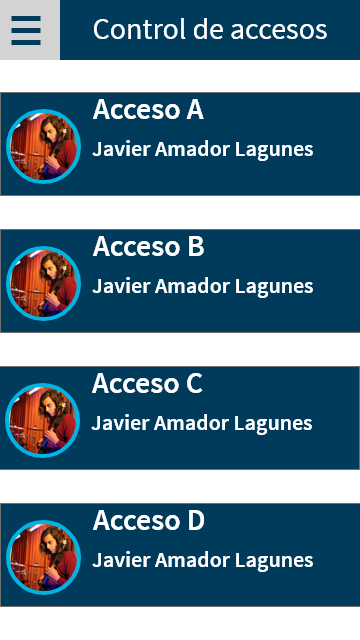 Control de accesos
Acceso A
Javier Amador Lagunes
Acceso B
Javier Amador Lagunes
Acceso C
Javier Amador Lagunes
Acceso D
Javier Amador Lagunes